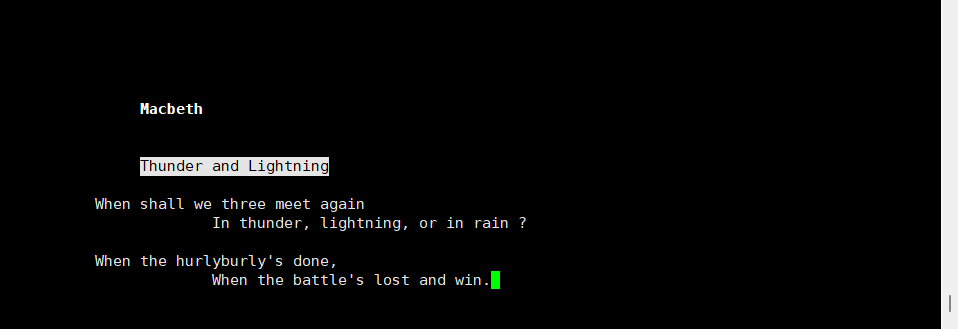 Macbeth
Thunder and Lightning
When shall we three meet again
In thunder, lightning, or in rain ?
When the hurlyburly's done,
When the battle's lost and win.